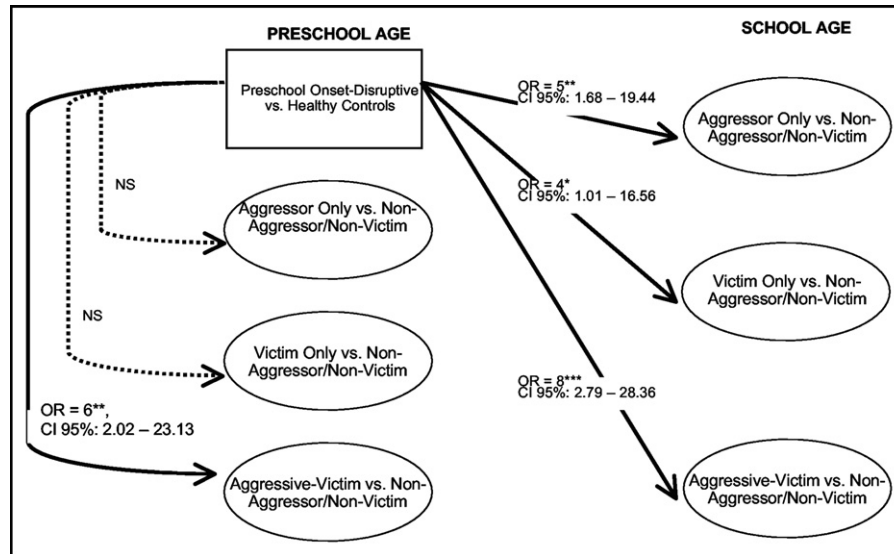 PRESCHOOL AGE
SCHOOL AGE
Preschool Onset-Disruptive
vs. Healthy Controls
OR = 5**
CI 95%: 1.68 – 19.44
Aggressor Only vs. Non-
Aggressor/Non-Victim
NS
Aggressor Only vs. Non-
Aggressor/Non-Victim
OR = 4*
CI 95%: 1.01 – 16.56
Victim Only vs. Non-
Aggressor/Non-Victim
NS
Victim Only vs. Non-
Aggressor/Non-Victim
OR = 8***
CI 95%: 2.79 – 28.36
OR = 6**,
CI 95%: 2.02 – 23.13
Aggressive-Victim vs. Non-
Aggressor/Non-Victim
Aggressive-Victim vs. Non-
Aggressor/Non-Victim